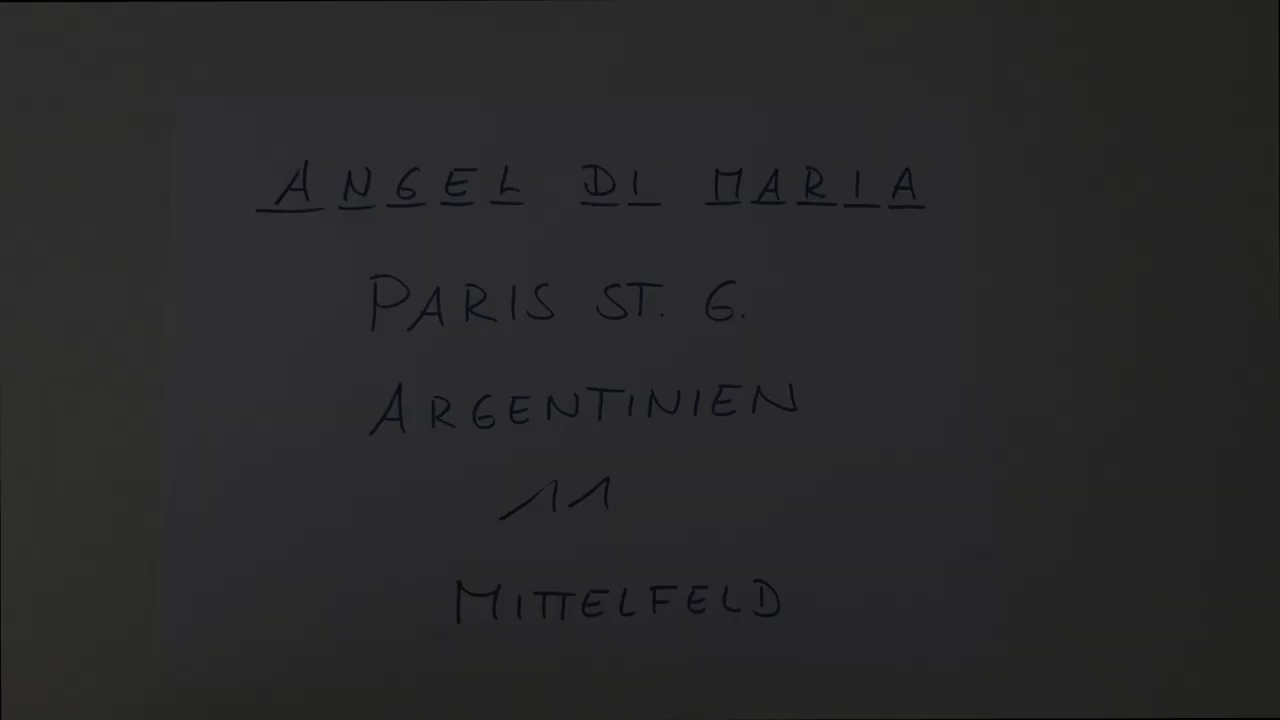 ANGEL DI MARIA
PARIS ST. G.
ARGENTINIEN
11
MITTELFELD